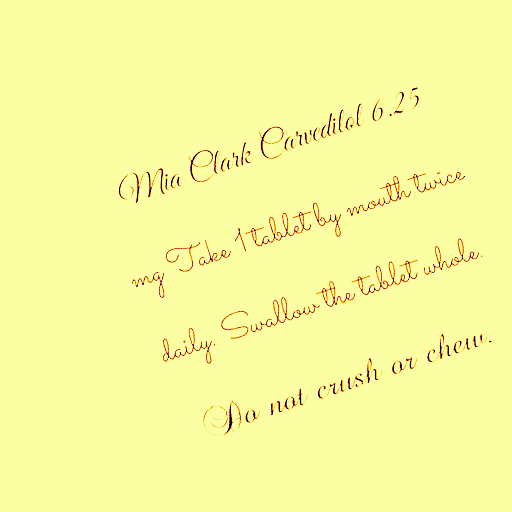 Mia Clark Carvedilol 6.25
mg Take 1 tablet by mouth twice
daily. Swallow the tablet whole.
Do not crush or chew.